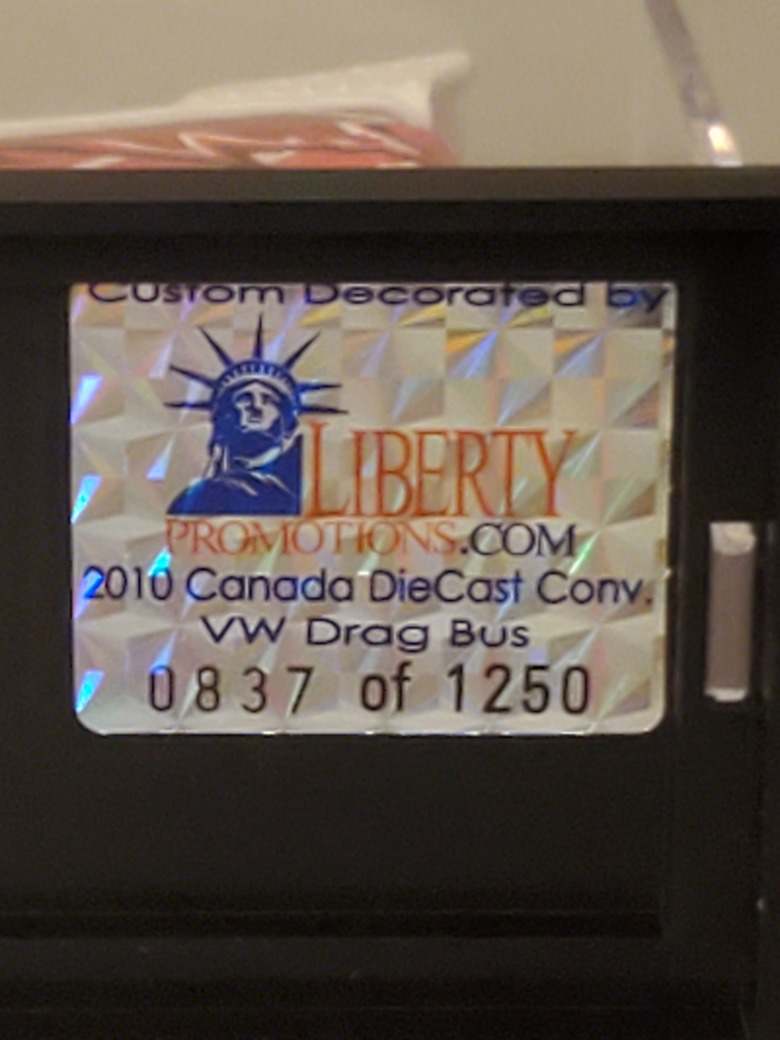 Custom Decorated by
LIBERTY
PROMOTIONS.COM
2010 Canada DieCast Conv.
VW Drag Bus
0837 of 1250